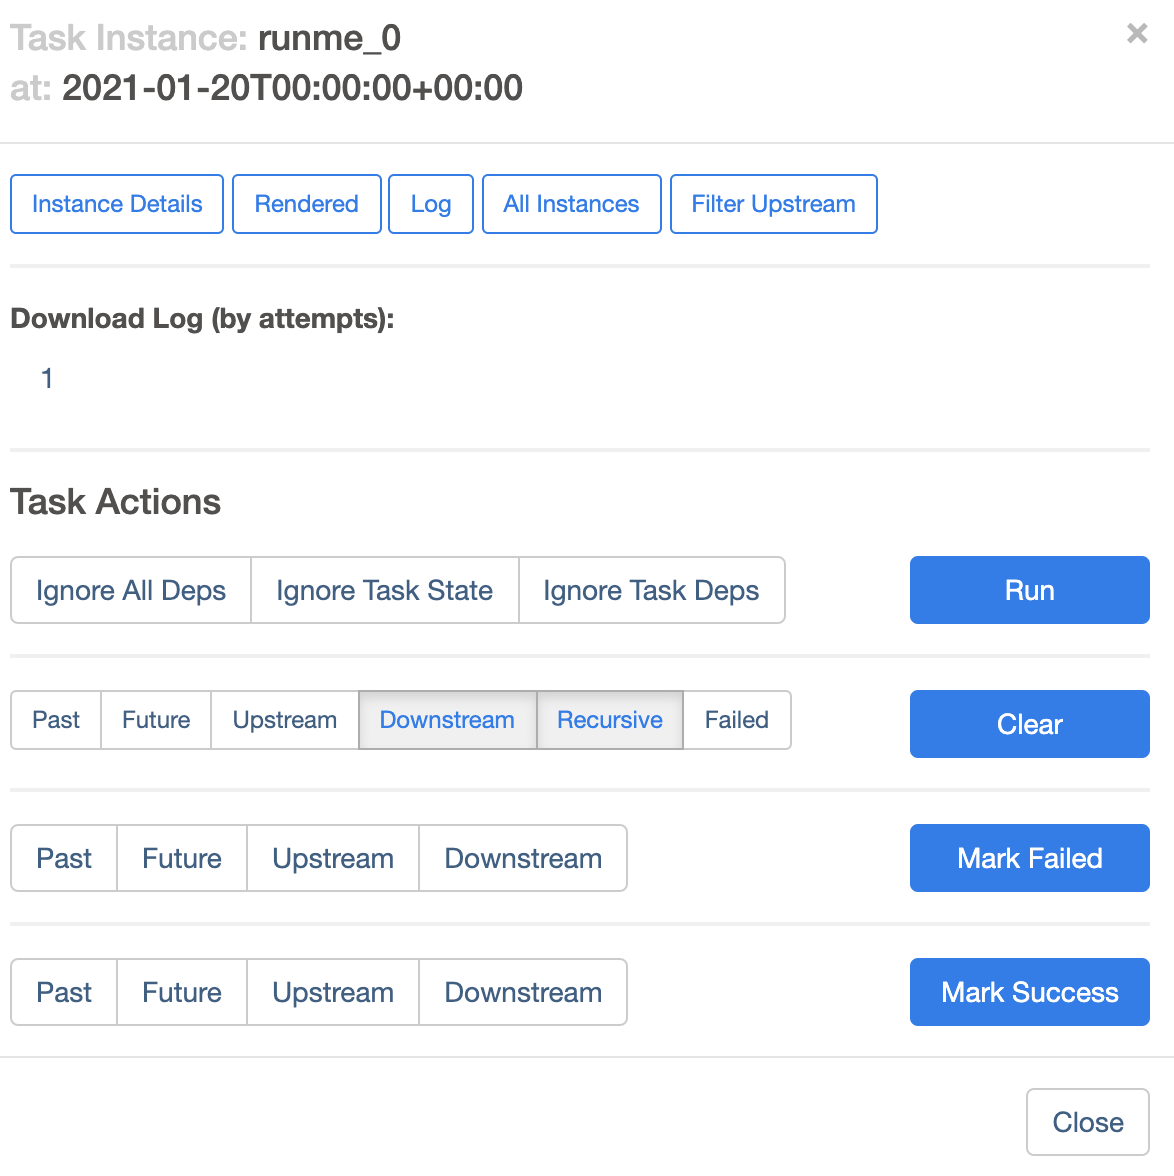 Task Instance: runme_0
×
at: 2021-01-20T00:00:00+00:00
Instance Details Rendered Log All Instances Filter Upstream
Download Log (by attempts):
1
Task Actions
Ignore All Deps Ignore Task State Ignore Task Deps Run
Past Future Upstream Downstream Recursive Failed Clear
Past Future Upstream Downstream Mark Failed
Past Future Upstream Downstream Mark Success
Close